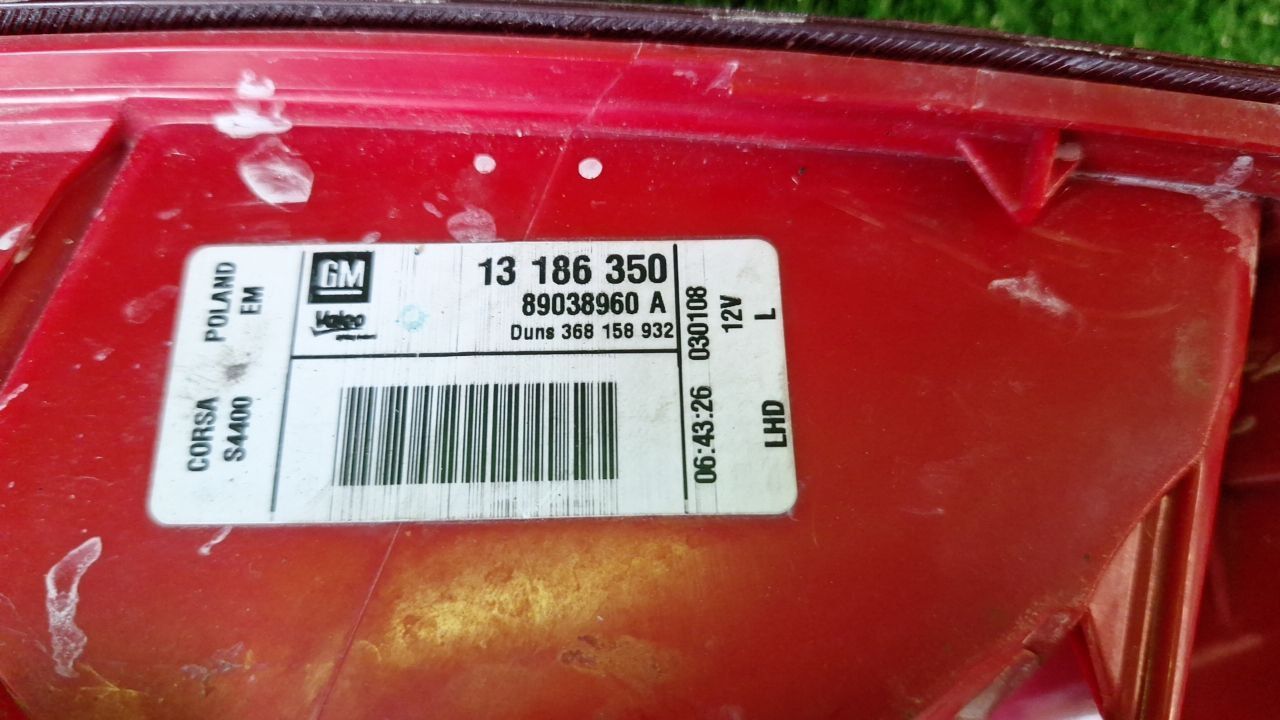 CORSA POLAND
S4400 EM
GM
Valeo
13 186 350
89038960 A
Duns 368 158 932
06:43:26 030108
12V
LHD L